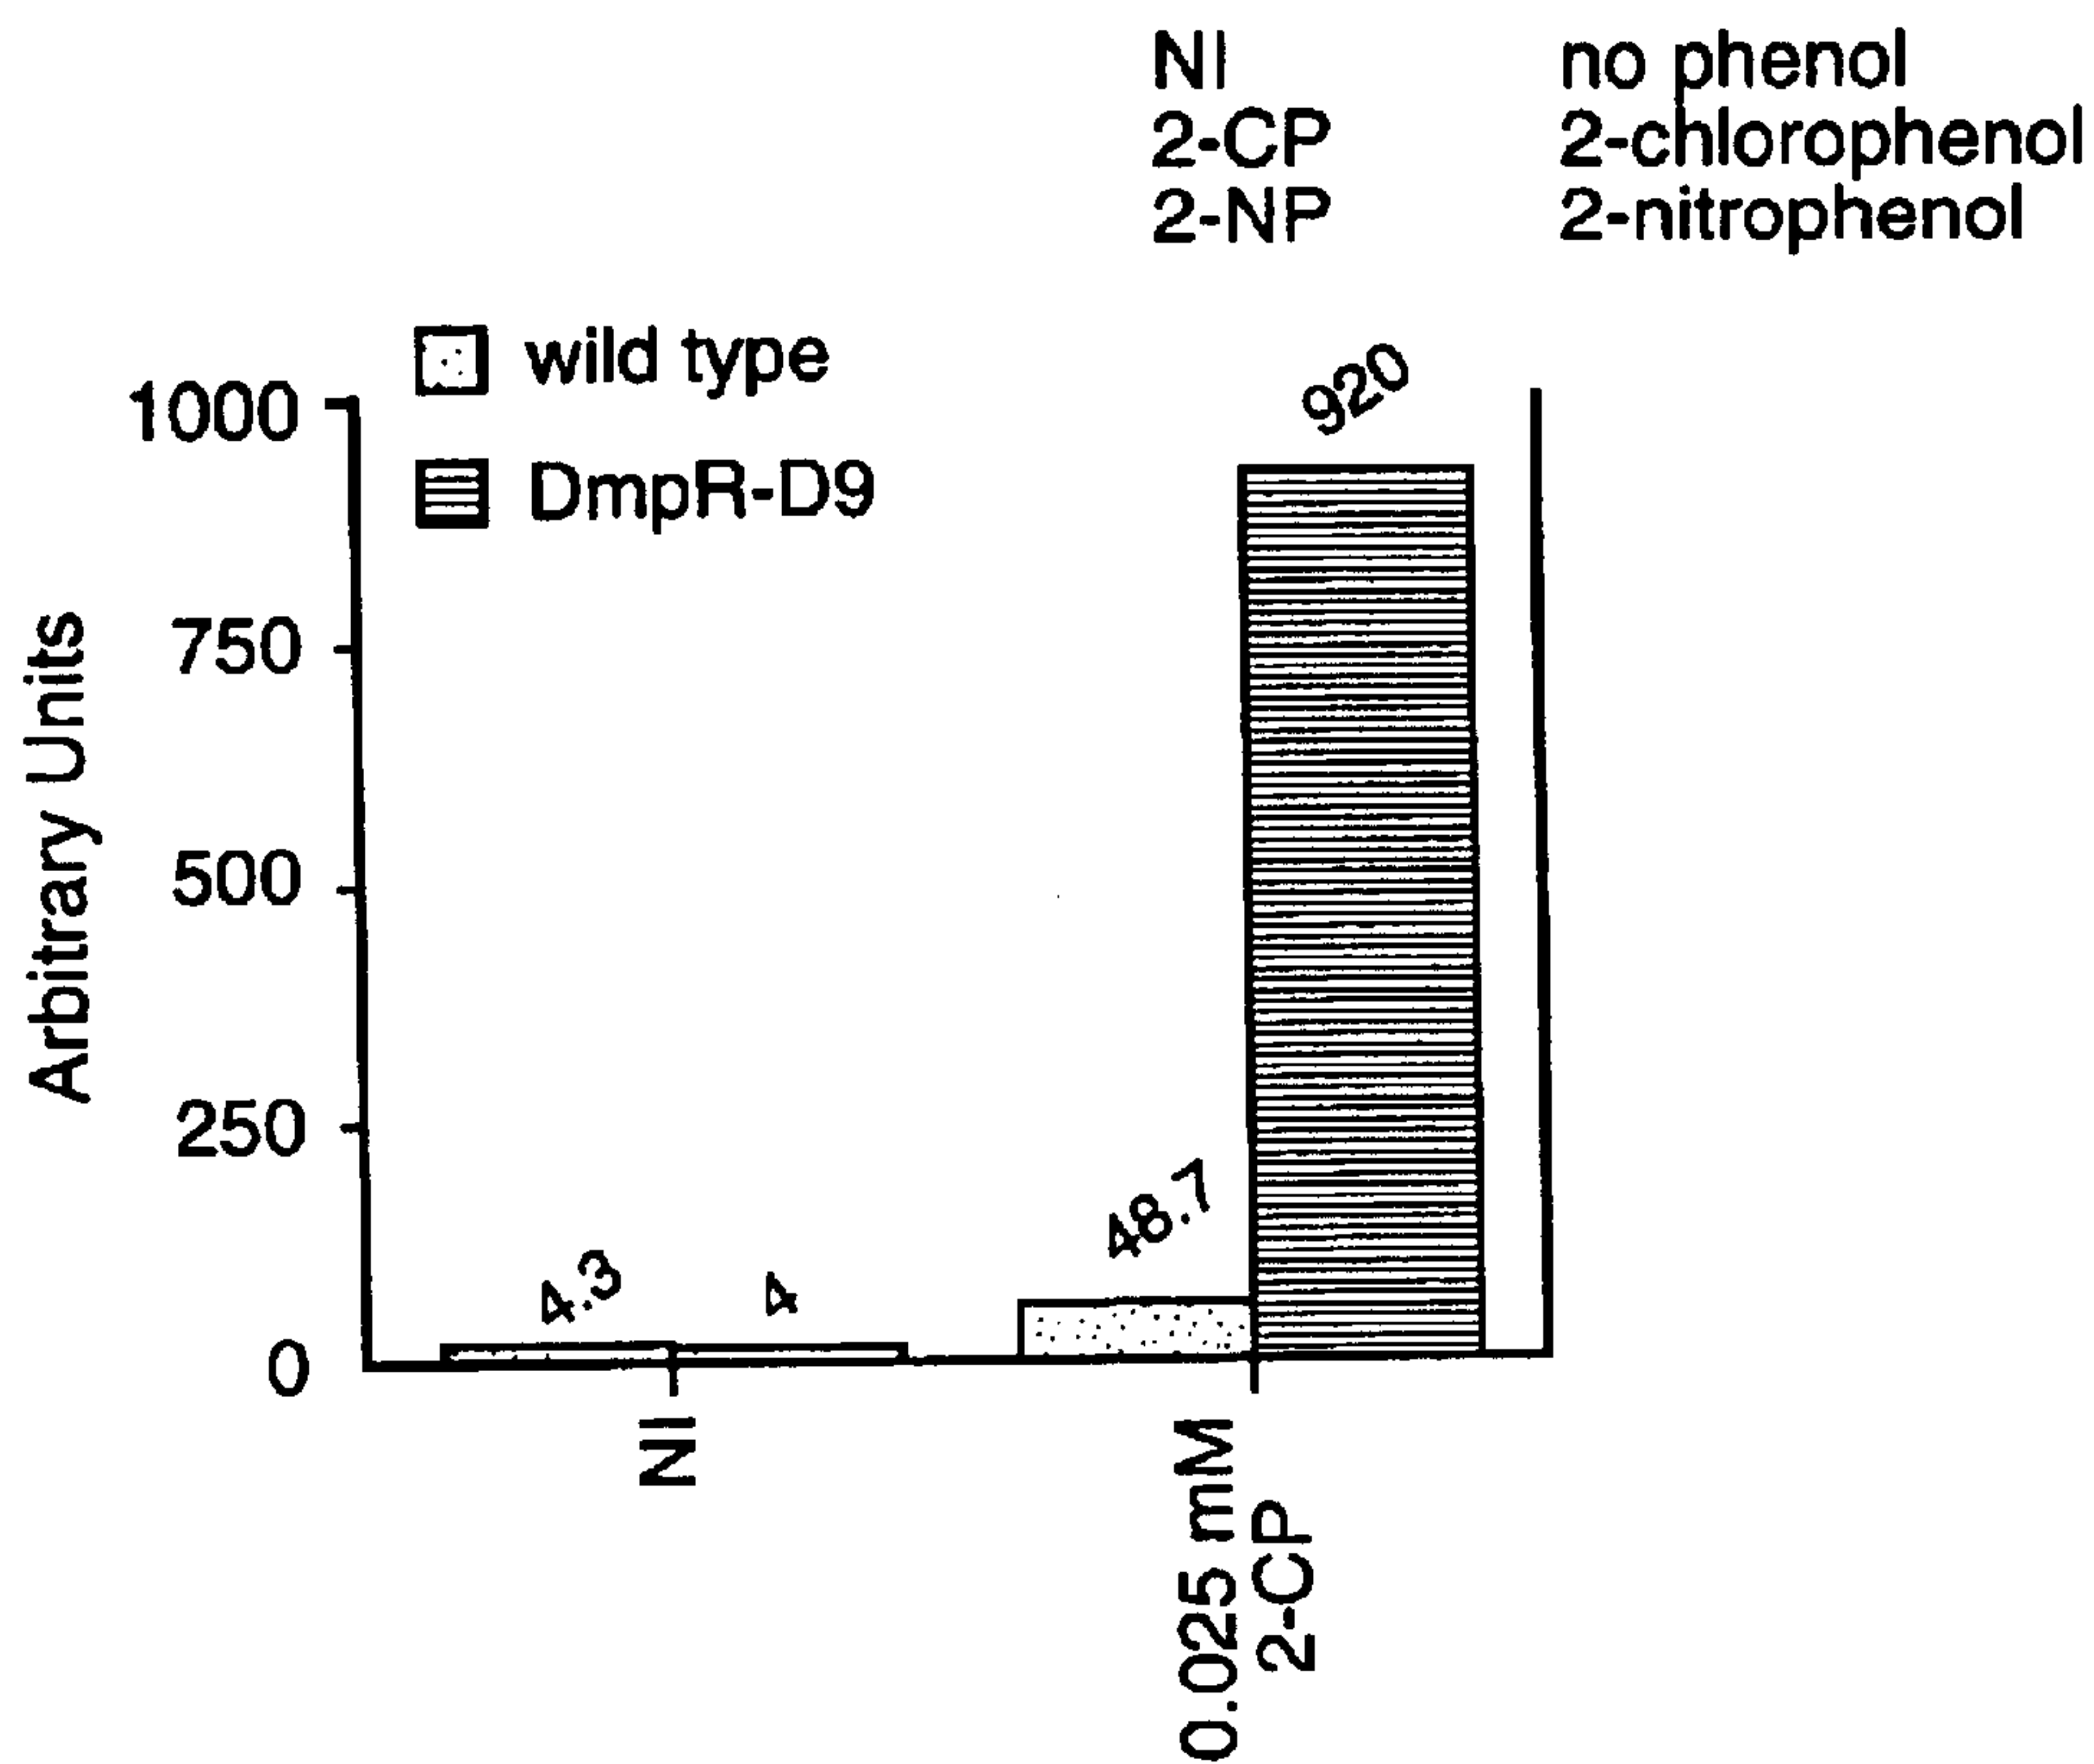 NI no phenol
2-CP 2-chlorophenol
2-NP 2-nitrophenol
wild type
DmpR-D9
Arbitrary Units
1000
750
500
250
0
4.3
4
48.7
920
NI
0.025 mM
2-CP